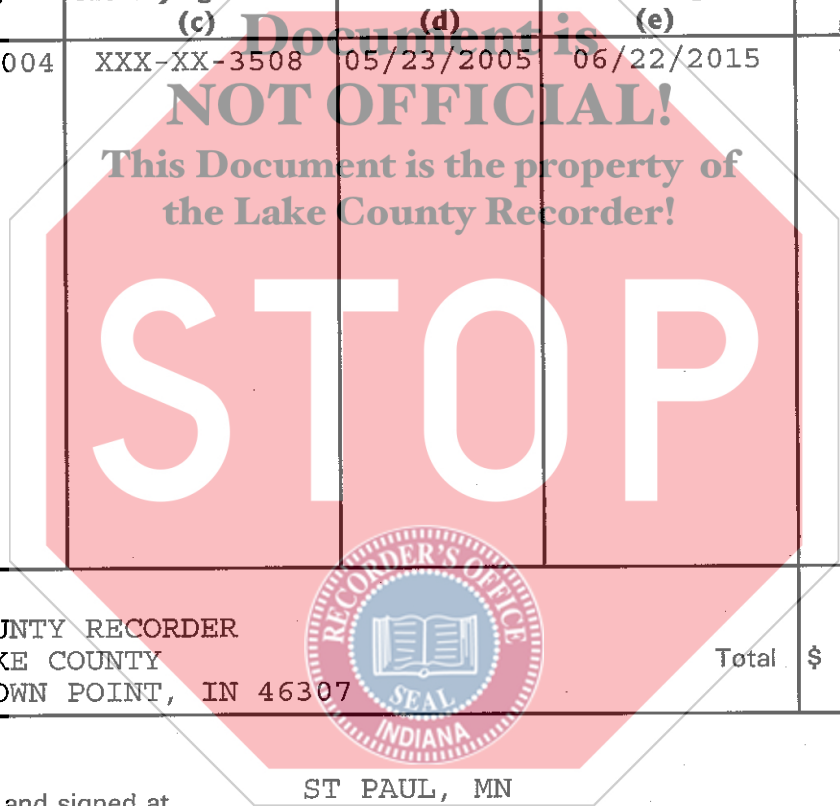 (c) (d) (e)
Document is
004 XXX-XX-3508 05/23/2005 06/22/2015
NOT OFFICIAL!
This Document is the property of
the Lake County Recorder!
STOP
RECORDER'S OFFICE
SEAL
INDIANA
UNTY RECORDER
KE COUNTY
Total $
OWN POINT, IN 46307
ST PAUL, MN
and signed at